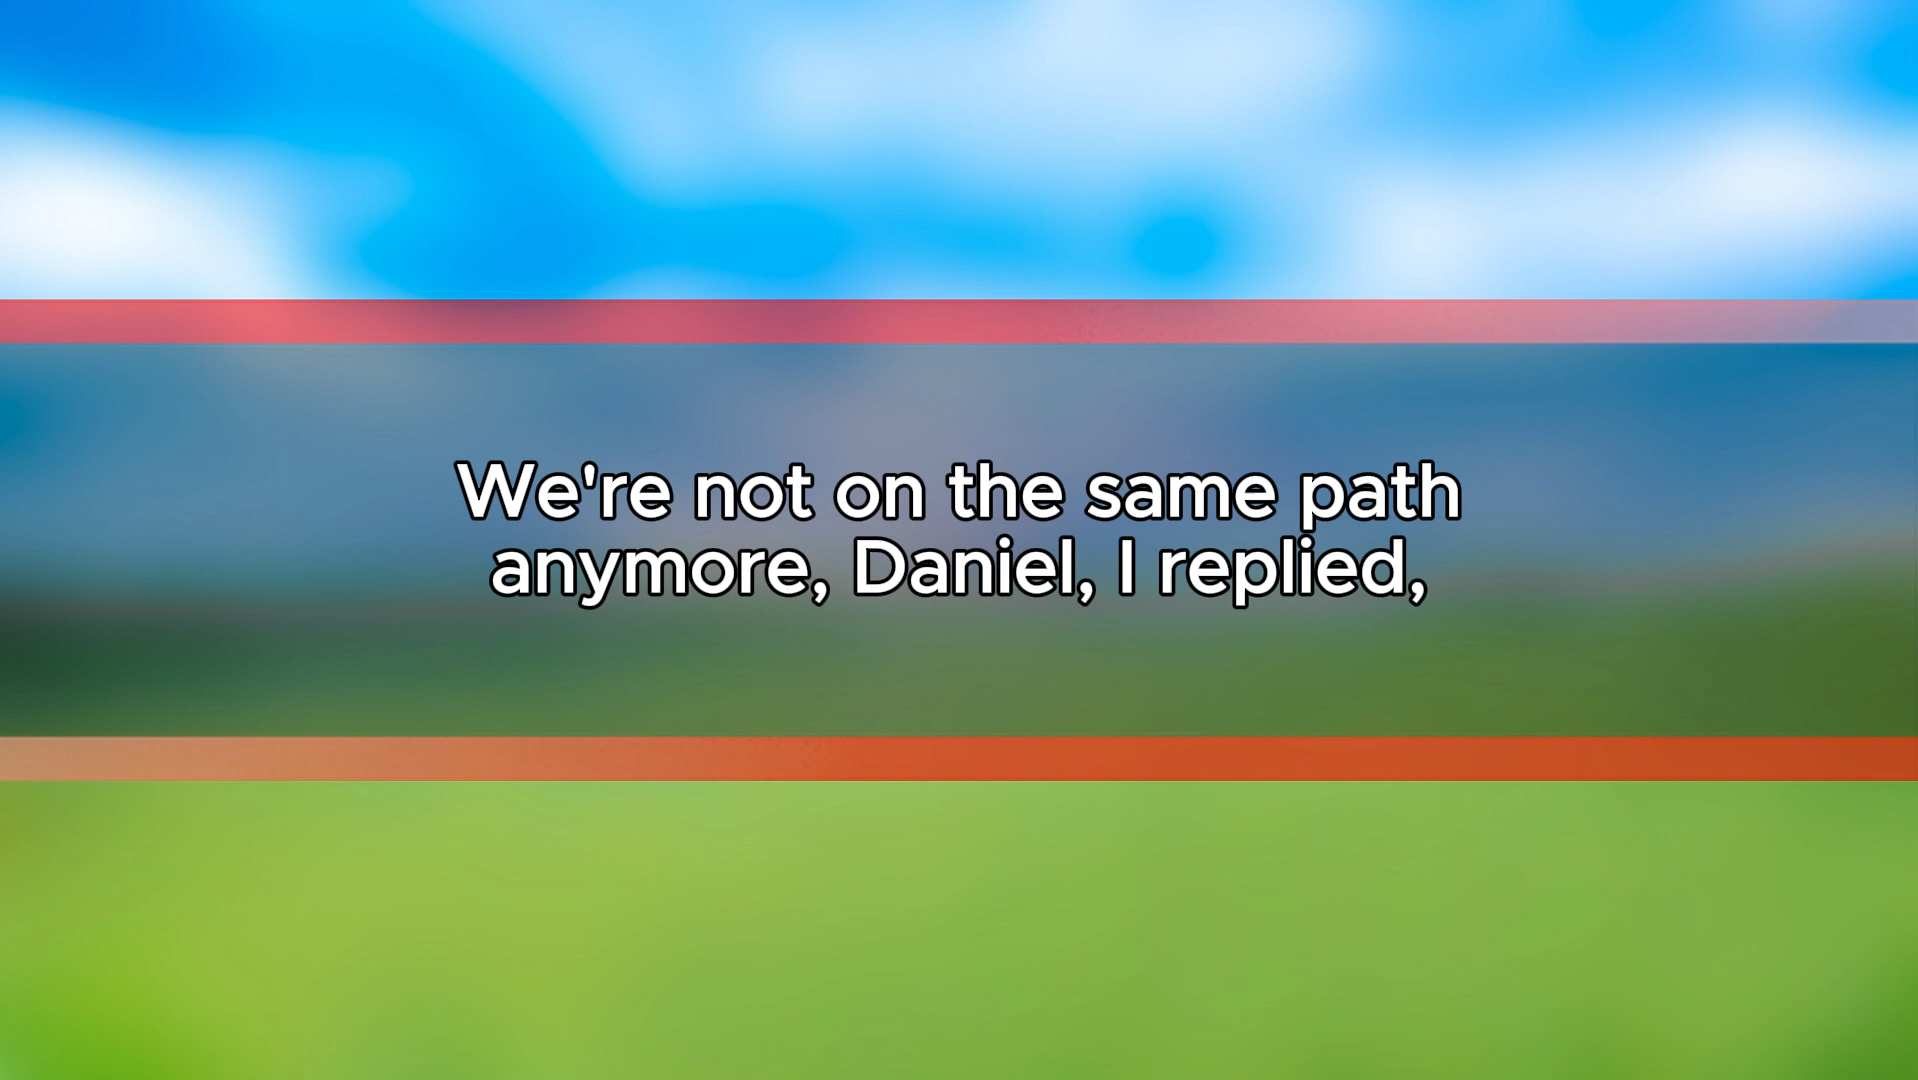 We're not on the same path
anymore, Daniel, I replied,